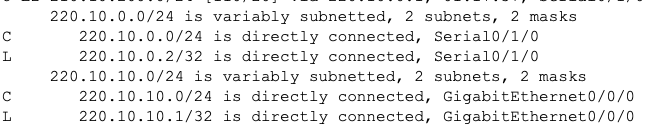 220.10.0.0/24 is variably subnetted, 2 subnets, 2 masks
C 220.10.0.0/24 is directly connected, Serial0/1/0
L 220.10.0.2/32 is directly connected, Serial0/1/0
220.10.10.0/24 is variably subnetted, 2 subnets, 2 masks
C 220.10.10.0/24 is directly connected, GigabitEthernet0/0/0
L 220.10.10.1/32 is directly connected, GigabitEthernet0/0/0